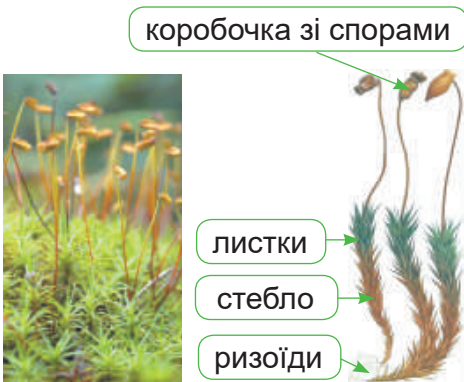 коробочка зі спорами
листки
стебло
ризоїди